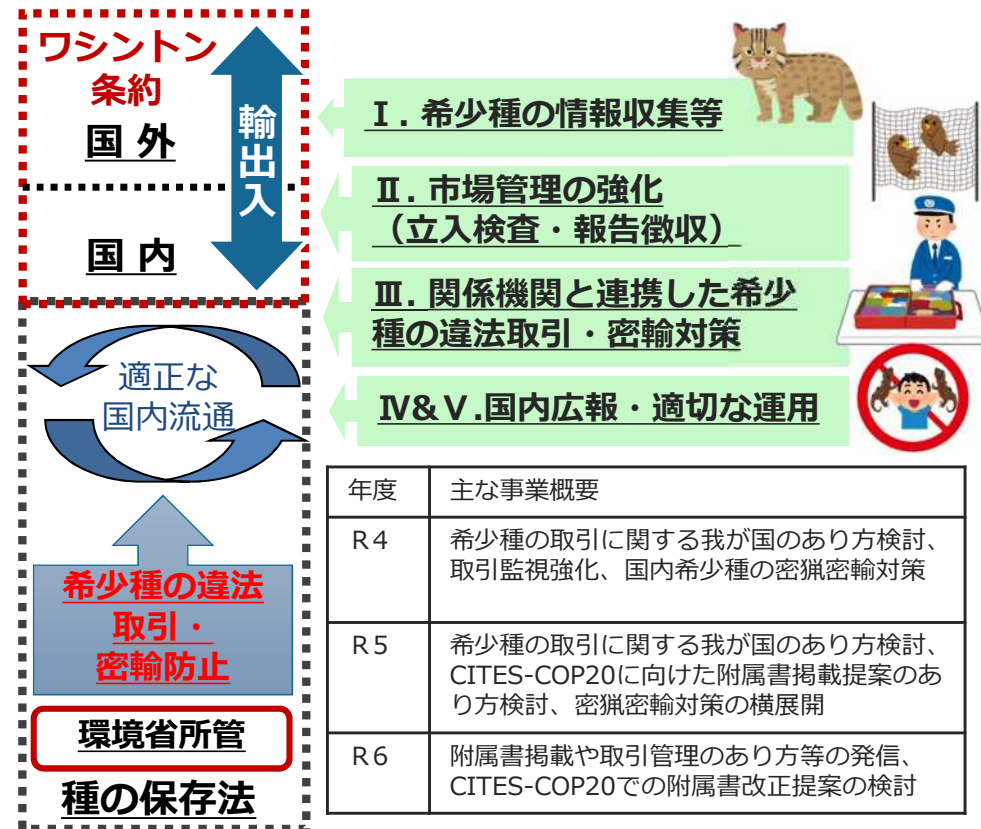 ワシントン
条約
国 外
輸出入
国 内
適正な
国内流通
希少種の違法
取引・
密輸防止
環境省所管
種の保存法
Ⅰ. 希少種の情報収集等
Ⅱ. 市場管理の強化
（立入検査・報告徴収）
Ⅲ. 関係機関と連携した希少
種の違法取引・密輸対策
Ⅳ&Ⅴ.国内広報・適切な運用
年度 主な事業概要
R４ 希少種の取引に関する我が国のあり方検討、
取引監視強化、国内希少種の密猟密輸対策
R５ 希少種の取引に関する我が国のあり方検討、
CITES-COP20に向けた附属書掲載提案のあ
り方検討、密猟密輸対策の横展開
R６ 附属書掲載や取引管理のあり方等の発信、
CITES-COP20での附属書改正提案の検討